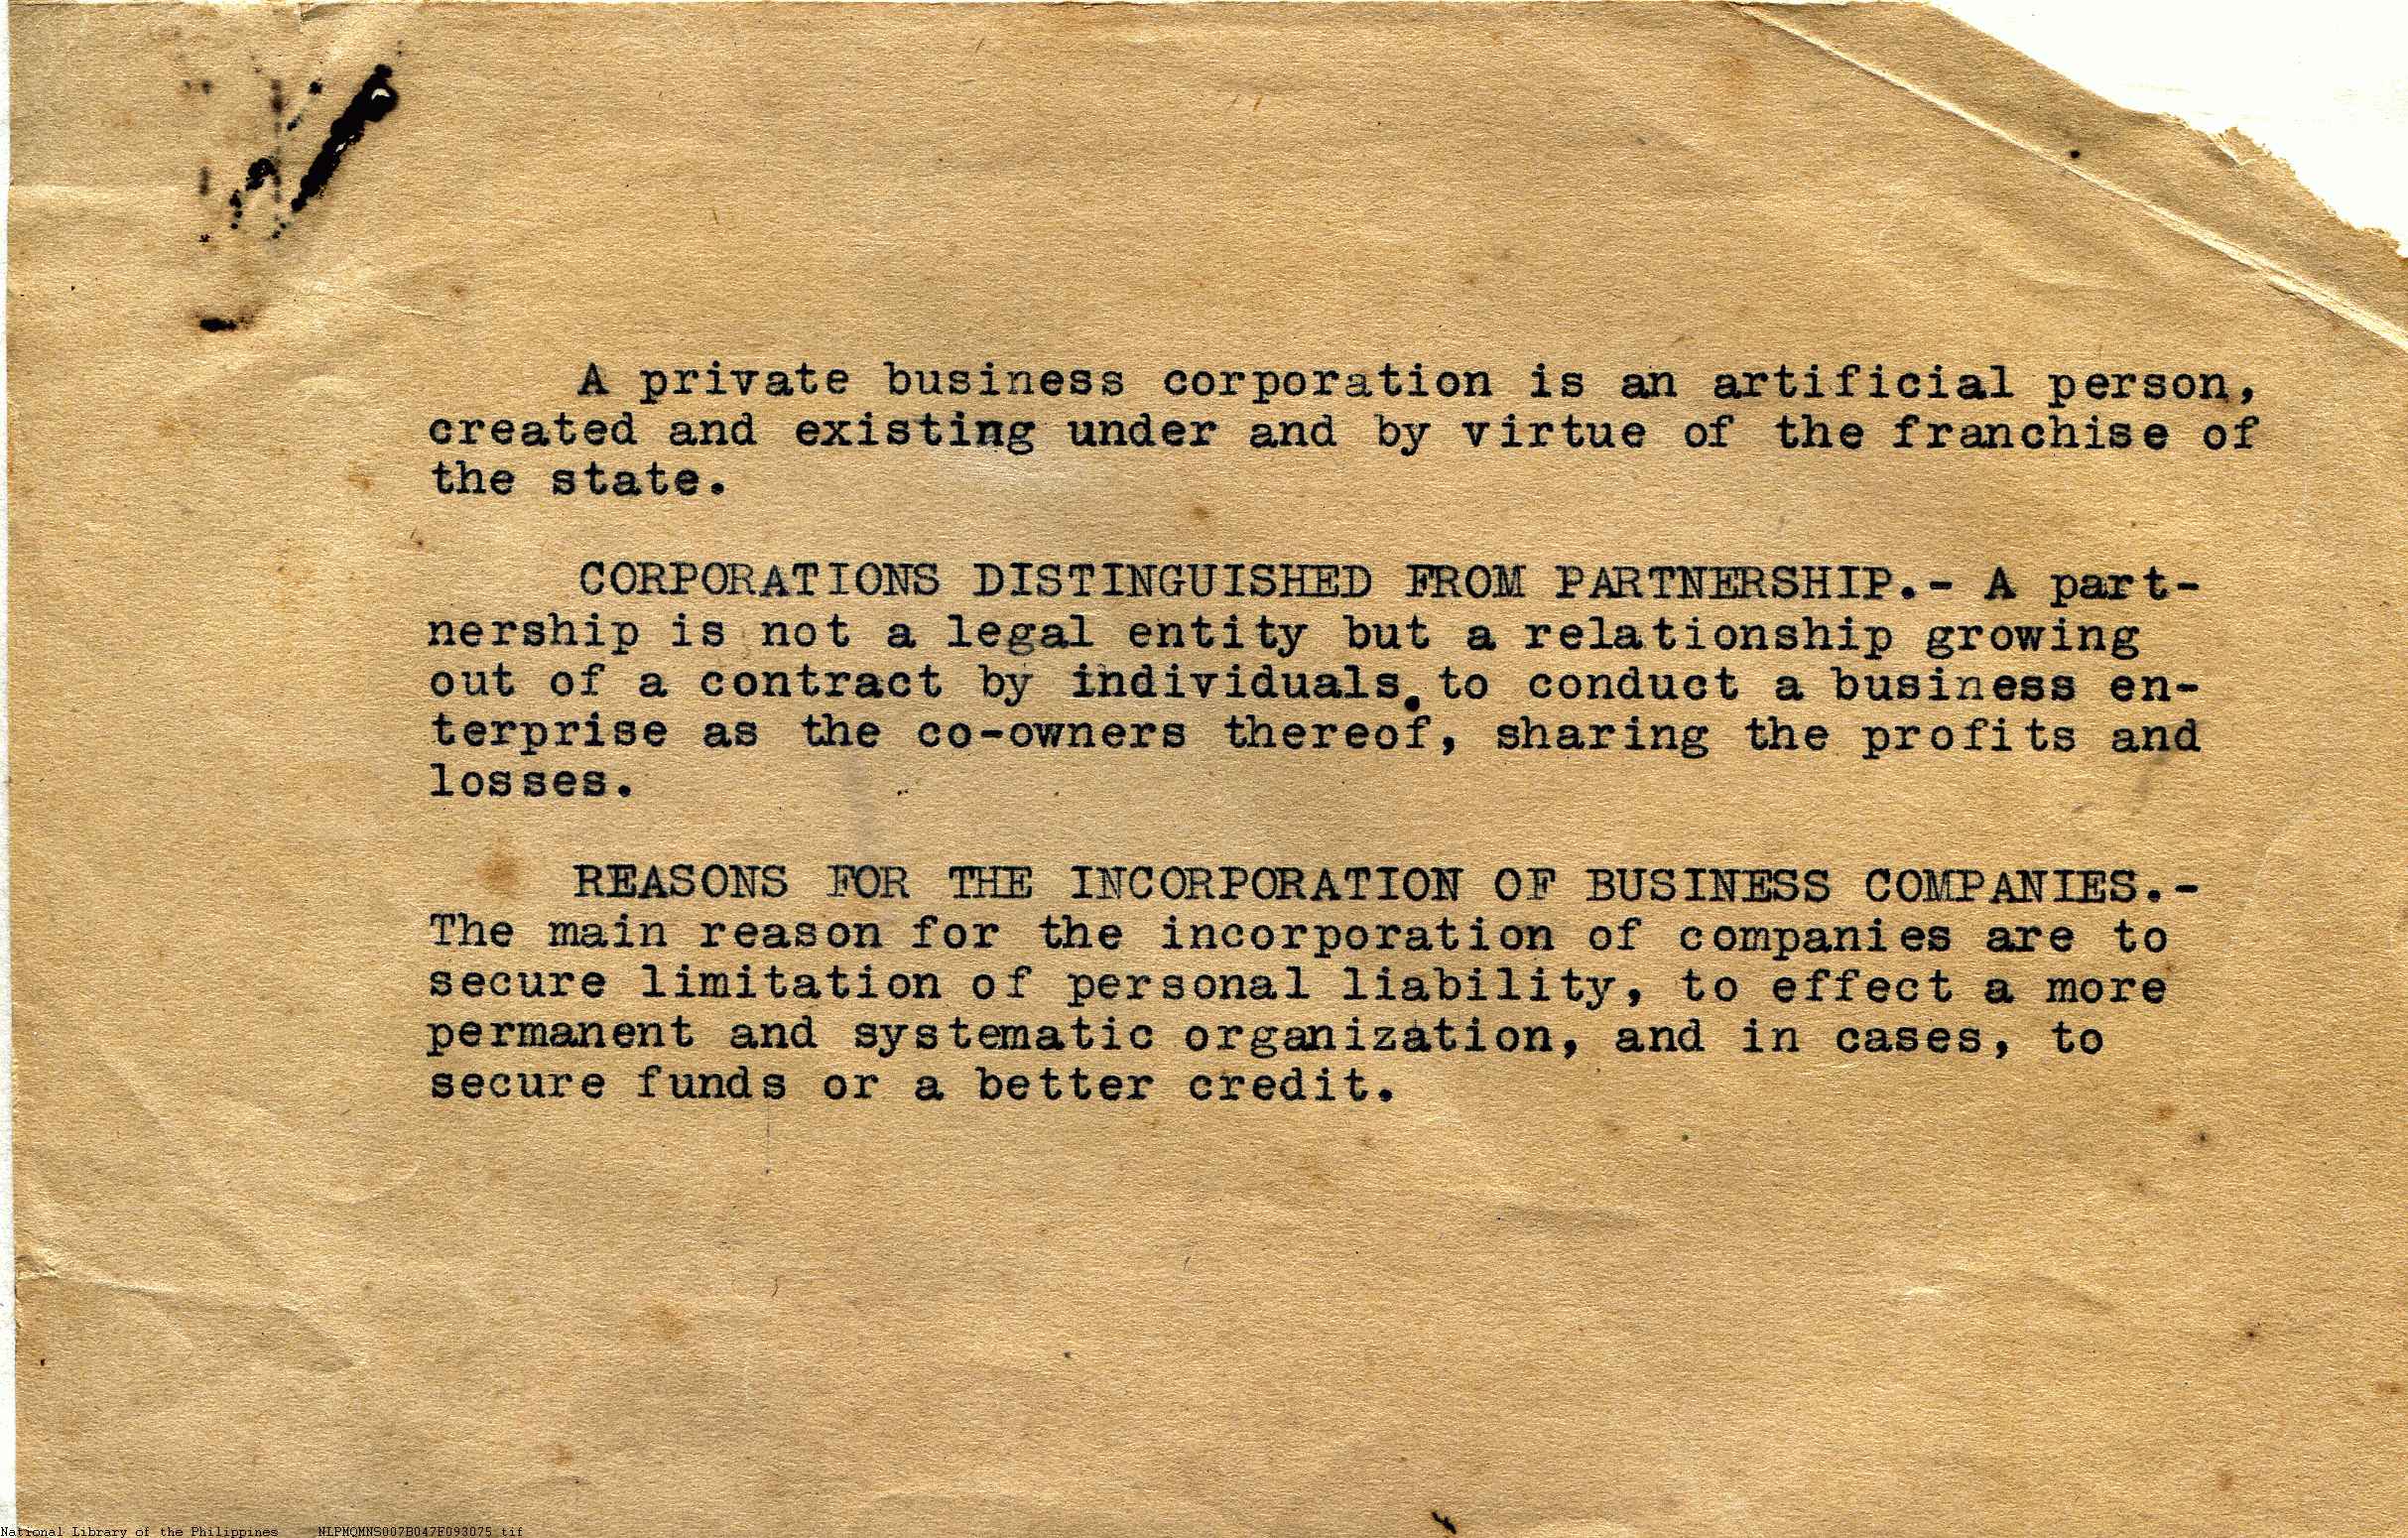 A private business corporation is an artificial person,
created and existing under and by virtue of the franchise of
the state.
CORPORATIONS DISTINGUISHED FROM PARTNERSHIP.- A part-
nership is not a legal entity but a relationship growing
out of a contract by individuals. to conduct a business en-
terprise as the co-owners thereof, sharing the profits and
losses.
REASONS FOR THE INCORPORATION OF BUSINESS COMPANIES.-
The main reason for the incorporation of companies are to
secure limitation of personal liability, to effect a more
permanent and systematic organization, and in cases, to
secure funds or a better credit.
National Library of the Philippines NLPMQMNS007B047F093075.tif